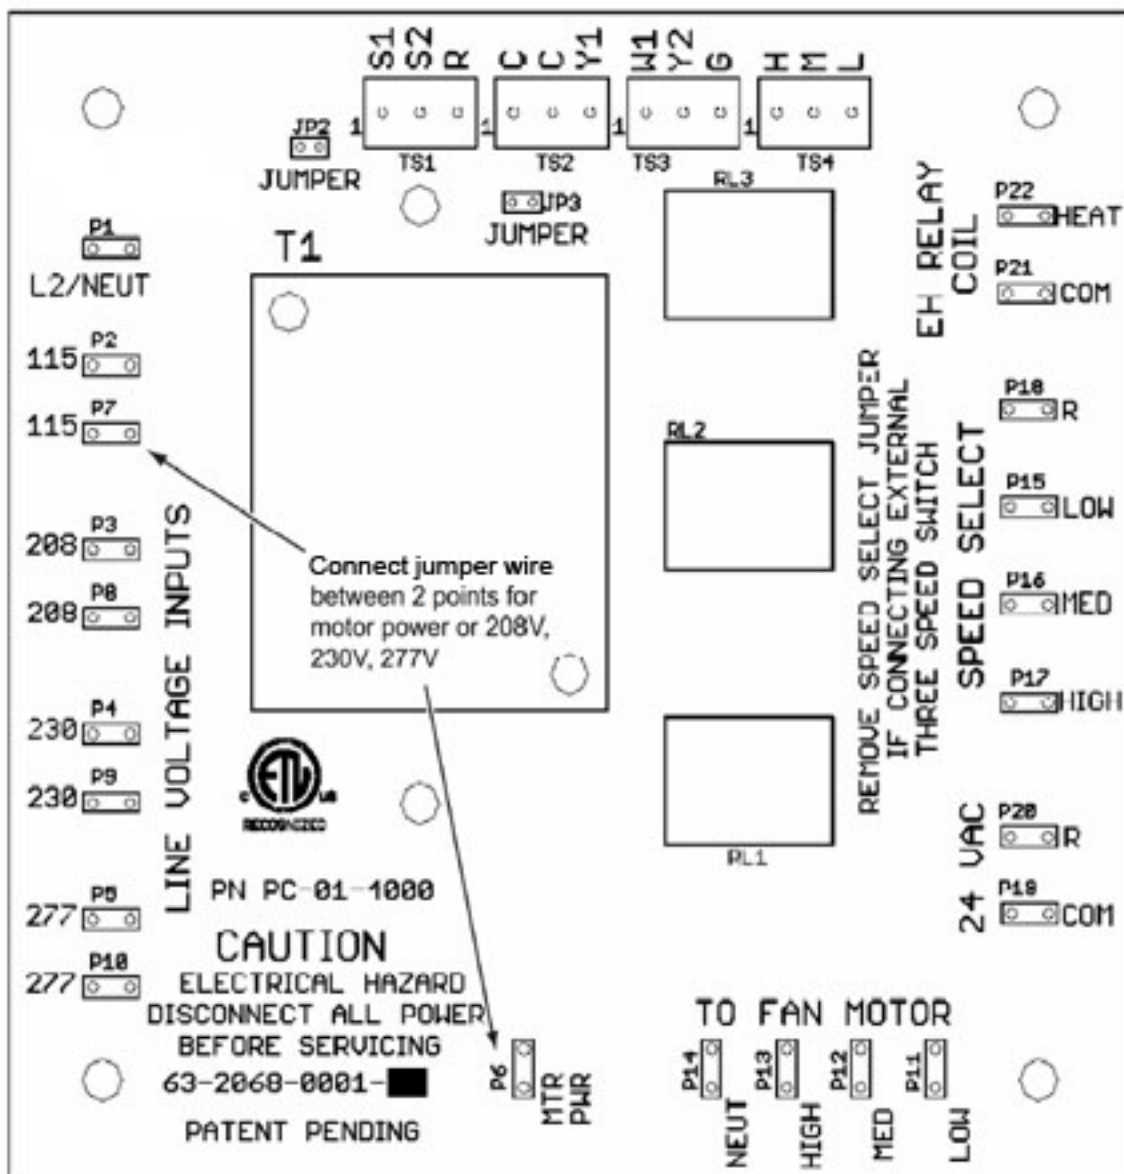 S1 S2 R
C C Y1
W1 Y2 G
H M L
1
1
1
1
TS1
TS2
TS3
TS4
JP2
JUMPER
JP3
JUMPER
T1
RL3
RL2
RL1
P1
L2/NEUT
P2
115
P7
115
P3
208
P8
208
P4
230
P9
230
P5
277
P10
277
LINE VOLTAGE INPUTS
Connect jumper wire
between 2 points for
motor power or 208V,
230V, 277V
C ETL US
RECOGNIZED
PN PC-01-1000
CAUTION
ELECTRICAL HAZARD
DISCONNECT ALL POWER
BEFORE SERVICING
63-2068-0001-
PATENT PENDING
P6
MTR
PWR
REMOVE SPEED SELECT JUMPER
IF CONNECTING EXTERNAL
THREE SPEED SWITCH
EH RELAY
COIL
P22
HEAT
P21
COM
SPEED SELECT
P18
R
P15
LOW
P16
MED
P17
HIGH
24 VAC
P20
R
P19
COM
TO FAN MOTOR
P14
NEUT
P13
HIGH
P12
MED
P11
LOW